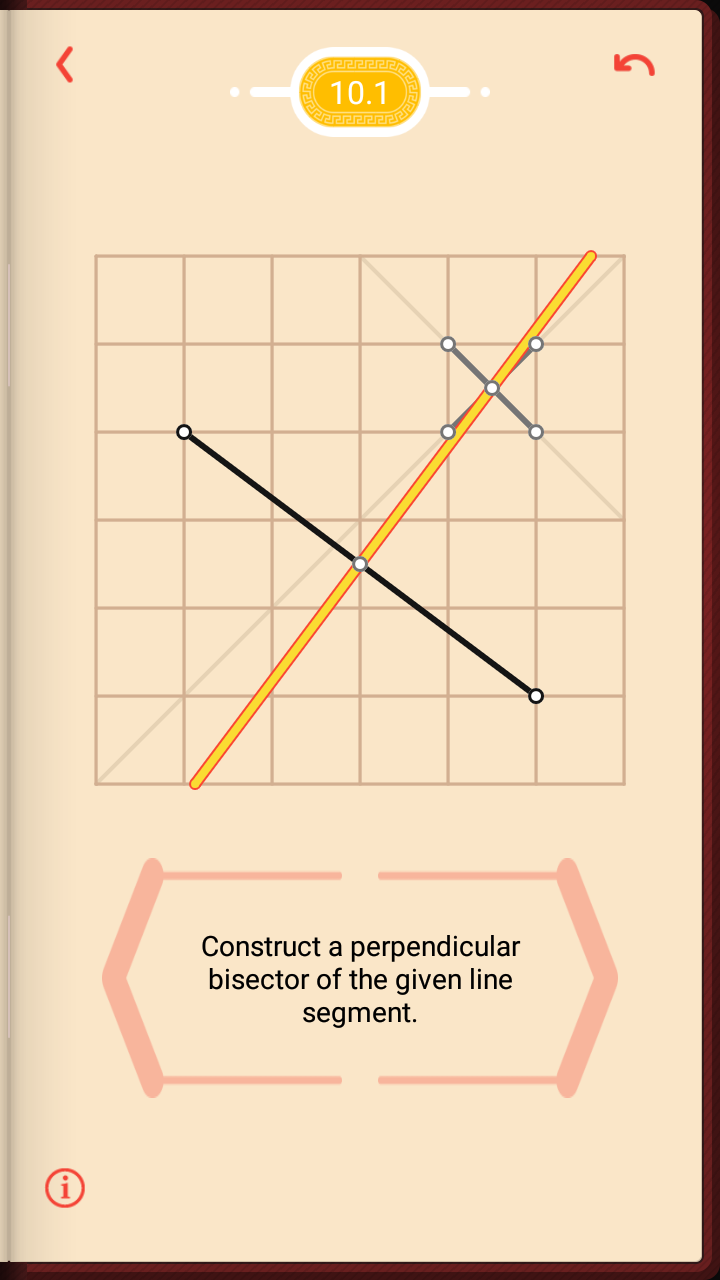 10.1
Construct a perpendicular
bisector of the given line
segment.
i